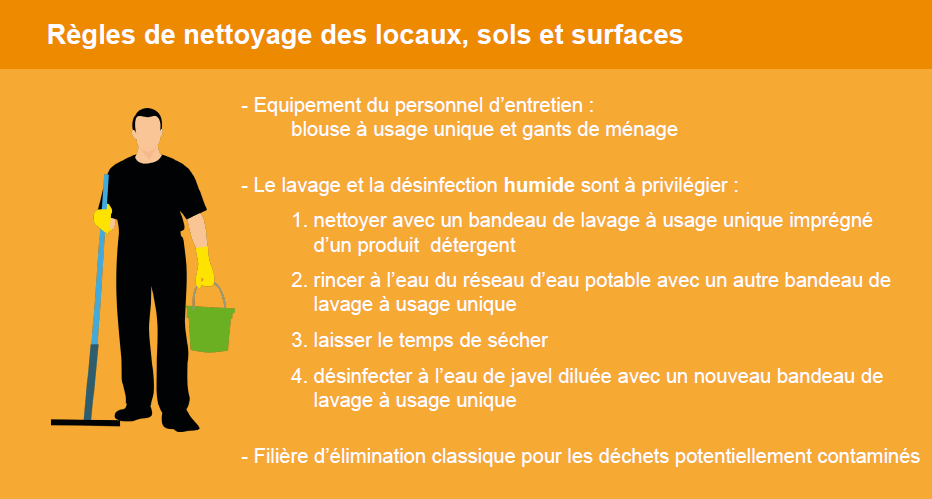 Règles de nettoyage des locaux, sols et surfaces
- Equipement du personnel d'entretien :
blouse à usage unique et gants de ménage
- Le lavage et la désinfection humide sont à privilégier :
1. nettoyer avec un bandeau de lavage à usage unique imprégné
d'un produit  détergent
2. rincer à l'eau du réseau d'eau potable avec un autre bandeau de
lavage à usage unique
3. laisser le temps de sécher
4. désinfecter à l'eau de javel diluée avec un nouveau bandeau de
lavage à usage unique
- Filière d'élimination classique pour les déchets potentiellement contaminés